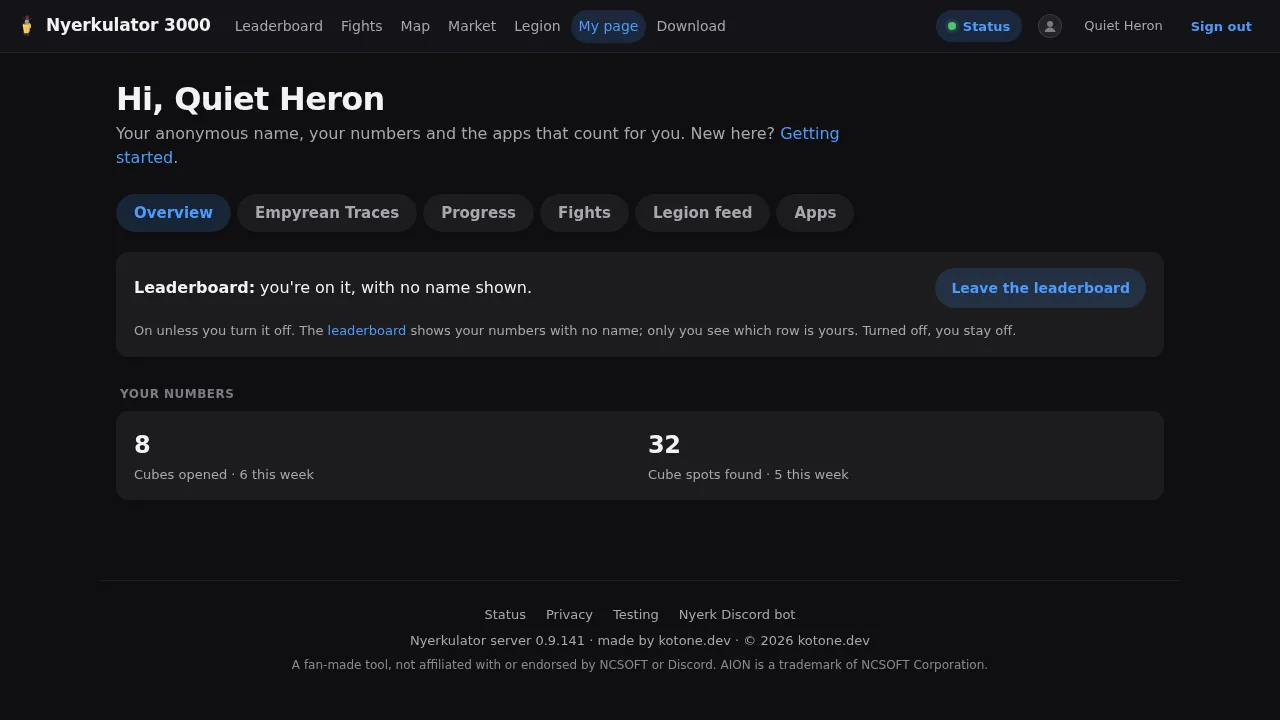 Nyerkulator 3000 Leaderboard Fights Map Market Legion My page Download Status Quiet Heron Sign out
Hi, Quiet Heron
Your anonymous name, your numbers and the apps that count for you. New here? Getting
started.
Overview Empyrean Traces Progress Fights Legion feed Apps
Leaderboard: you're on it, with no name shown. Leave the leaderboard
On unless you turn it off. The leaderboard shows your numbers with no name; only you see which row is yours. Turned off, you stay off.
YOUR NUMBERS
8 32
Cubes opened · 6 this week Cube spots found · 5 this week
Status Privacy Testing Nyerk Discord bot
Nyerkulator server 0.9.141 · made by kotone.dev · © 2026 kotone.dev
A fan-made tool, not affiliated with or endorsed by NCSOFT or Discord. AION is a trademark of NCSOFT Corporation.